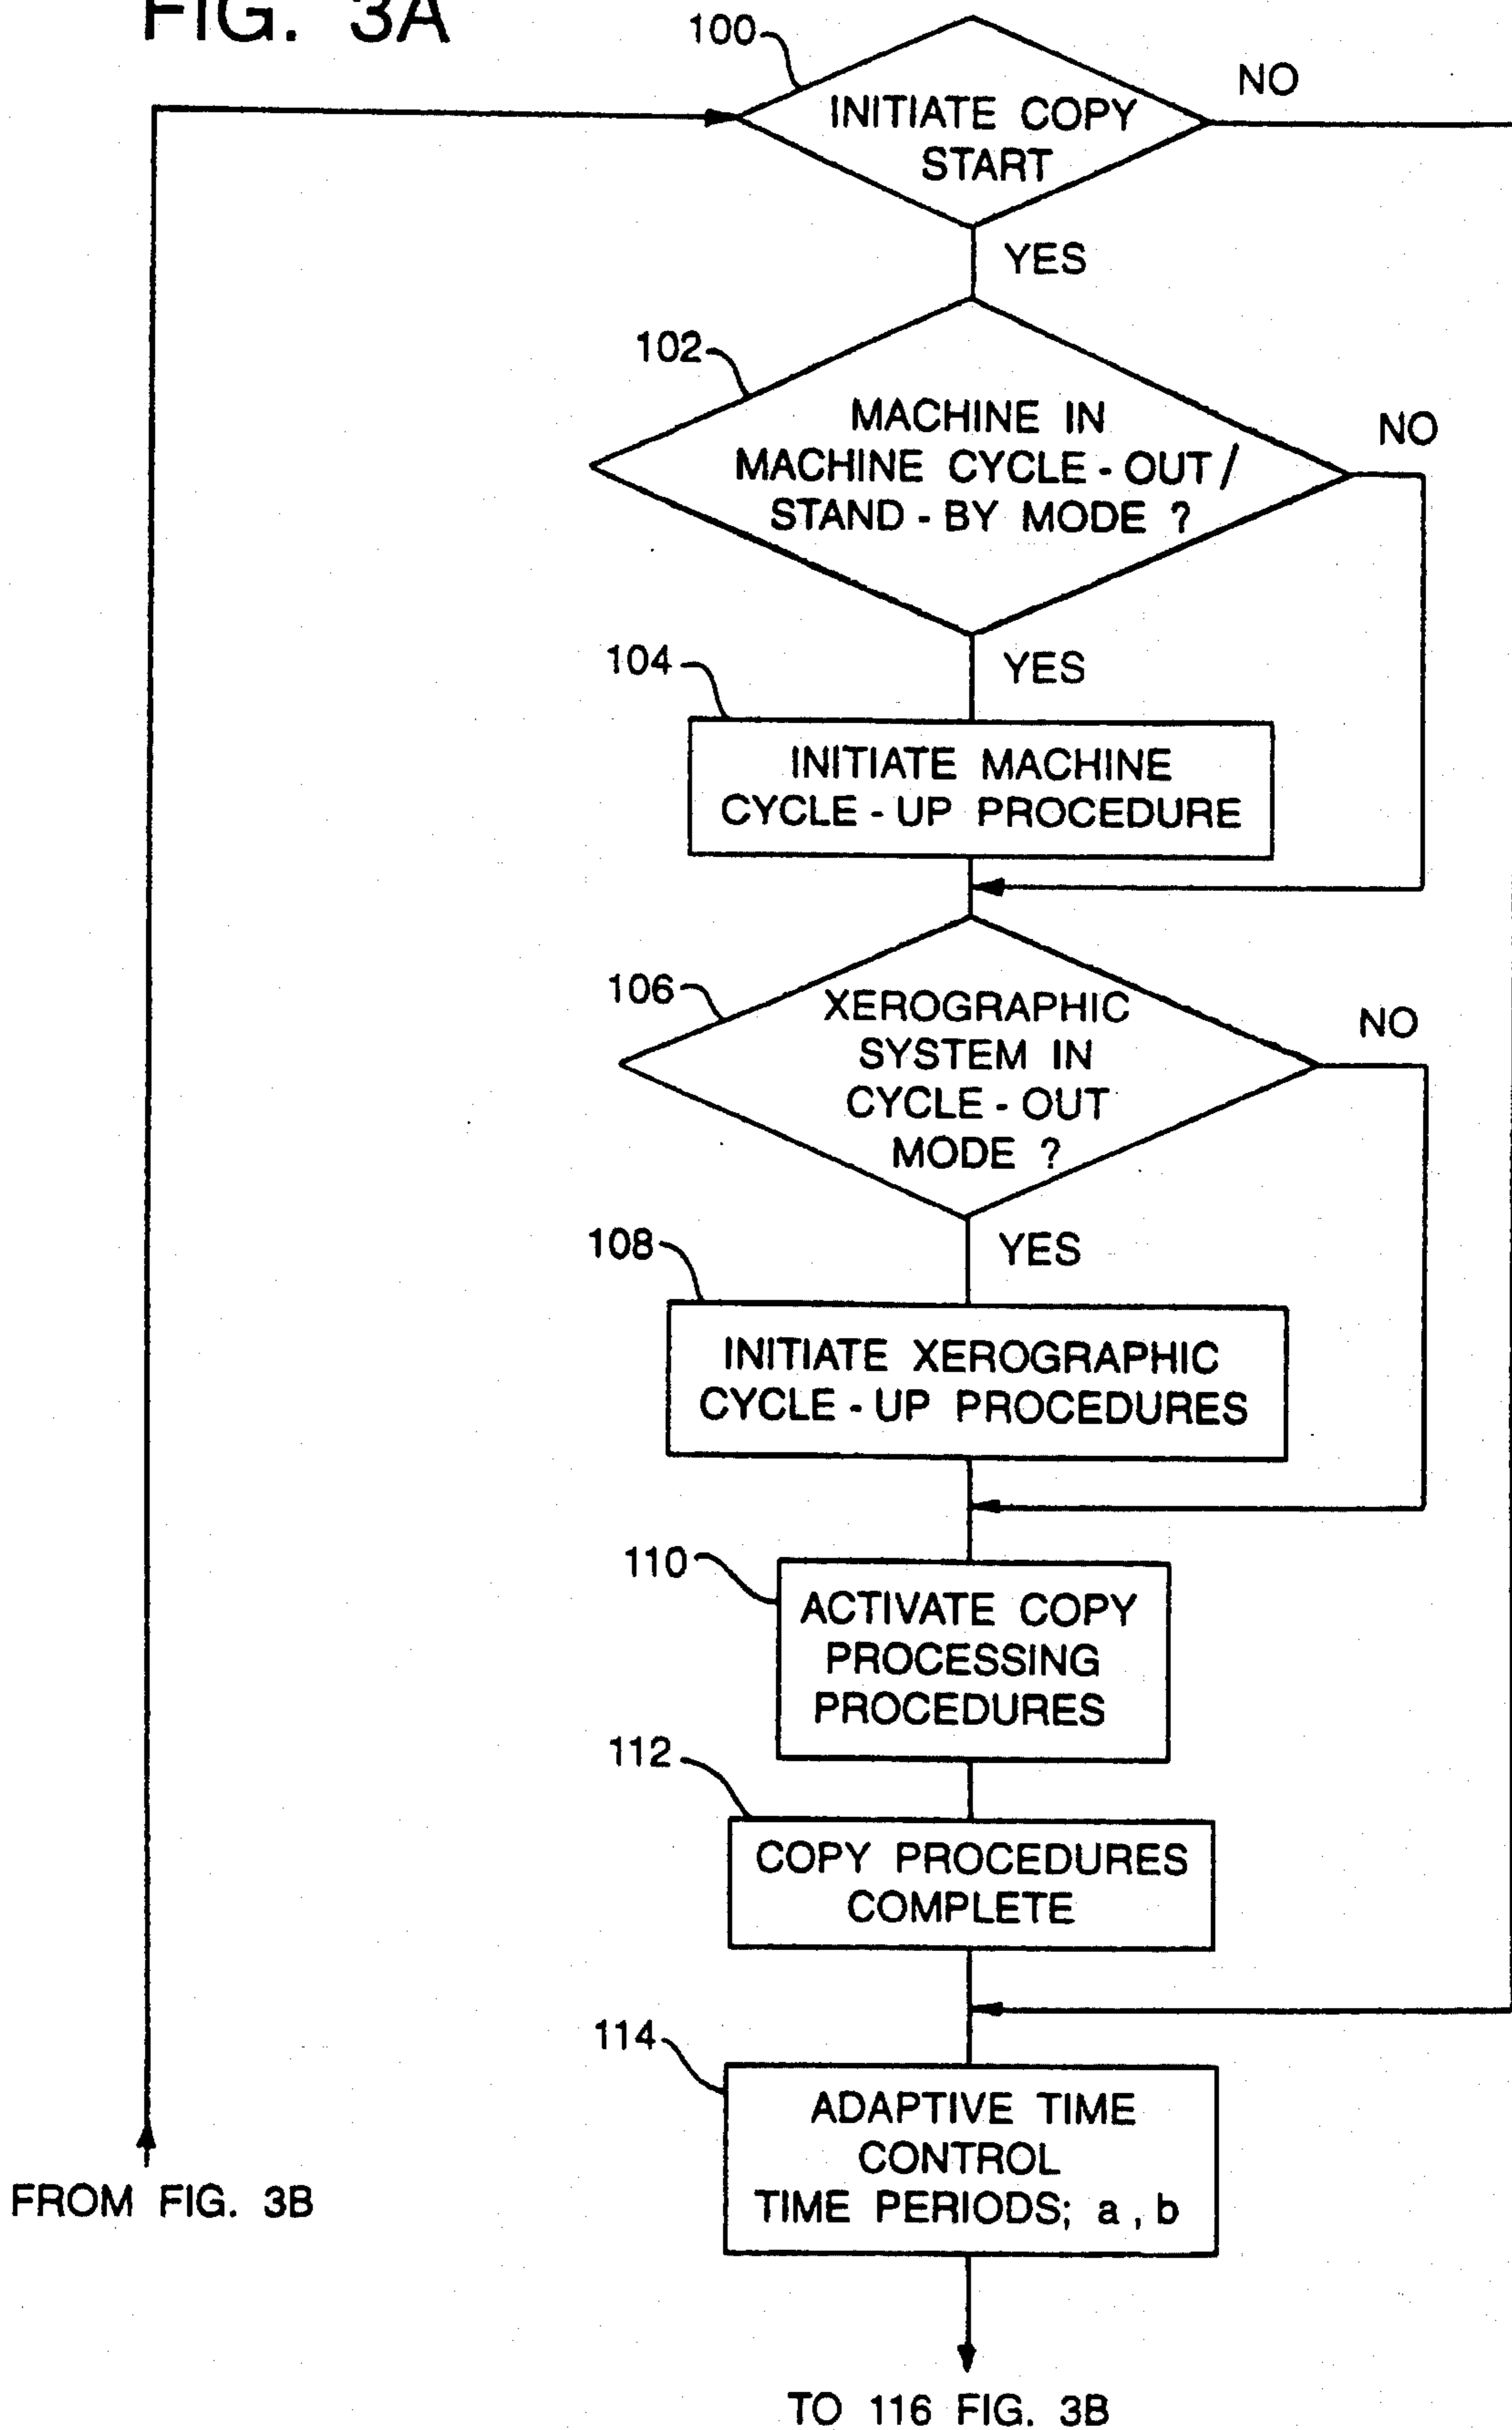 FIG. 3A
100
INITIATE COPY
START
NO
YES
102
MACHINE IN
MACHINE CYCLE - OUT /
STAND - BY MODE ?
NO
YES
104
INITIATE MACHINE
CYCLE - UP PROCEDURE
106
XEROGRAPHIC
SYSTEM IN
CYCLE - OUT
MODE ?
NO
YES
108
INITIATE XEROGRAPHIC
CYCLE - UP PROCEDURES
110
ACTIVATE COPY
PROCESSING
PROCEDURES
112
COPY PROCEDURES
COMPLETE
114
ADAPTIVE TIME
CONTROL
TIME PERIODS; a , b
FROM FIG. 3B
TO 116 FIG. 3B